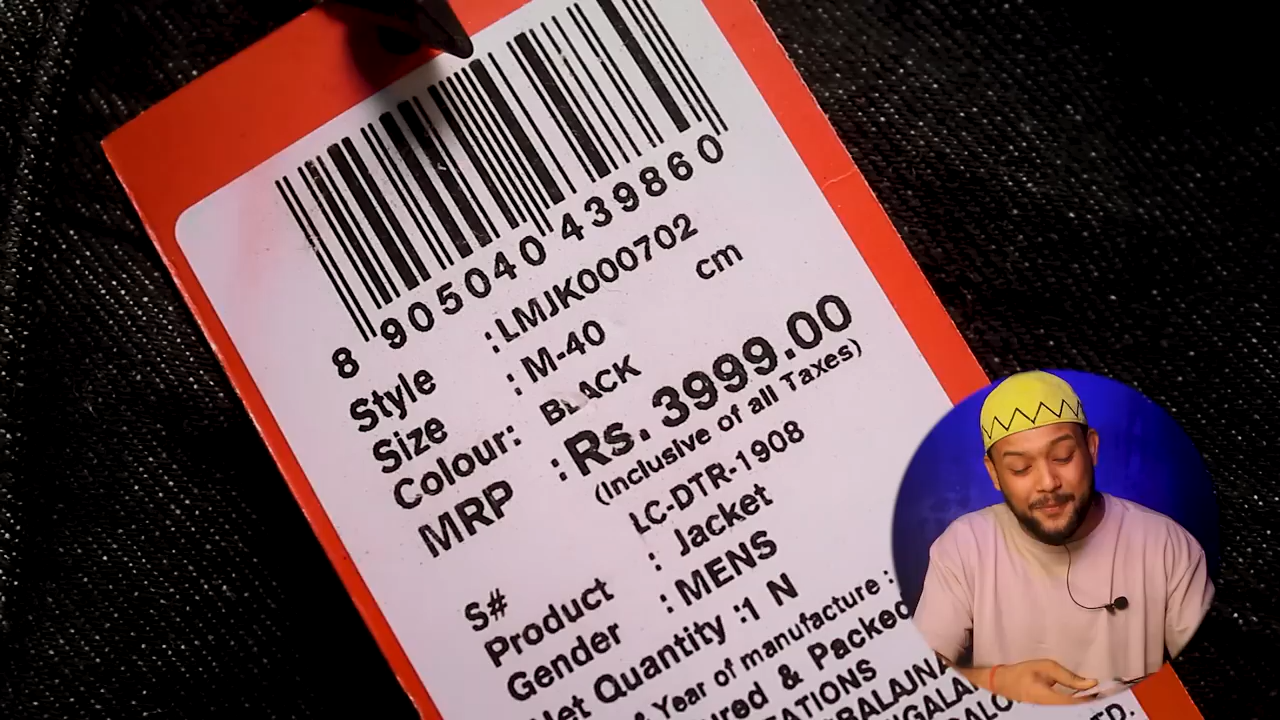 8 905040 439860
Style : LMJK000702
Size : M-40 cm
Colour: BLACK
MRP : Rs. 3999.00
(Inclusive of all Taxes)
S# LC-DTR-1908
Product : Jacket
Gender : MENS
Net Quantity :1 N
& Year of manufacture :
& Packed